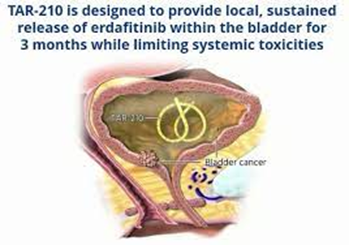 TAR-210 is designed to provide local, sustained
release of erdafitinib within the bladder for
3 months while limiting systemic toxicities
TAR-210
Bladder cancer